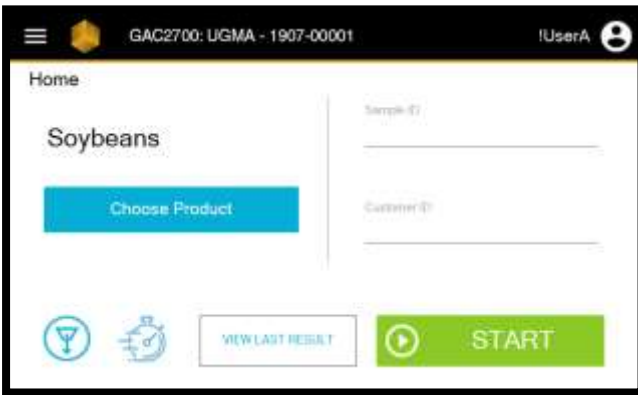 GAC2700: UGMA - 1907-00001
!UserA
Home
Soybeans
Sample ID
Choose Product
Customer ID
VIEW LAST RESULT
START